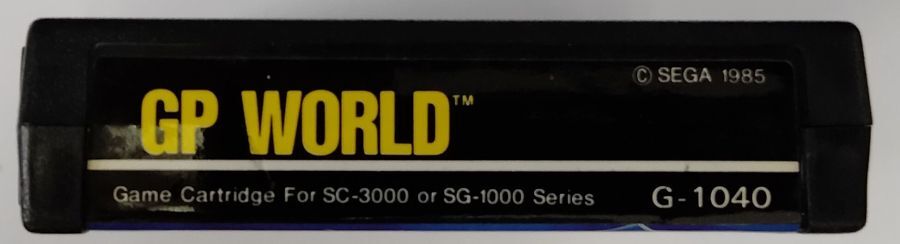 © SEGA 1985
GP WORLD™
Game Cartridge For SC-3000 or SG-1000 Series G-1040